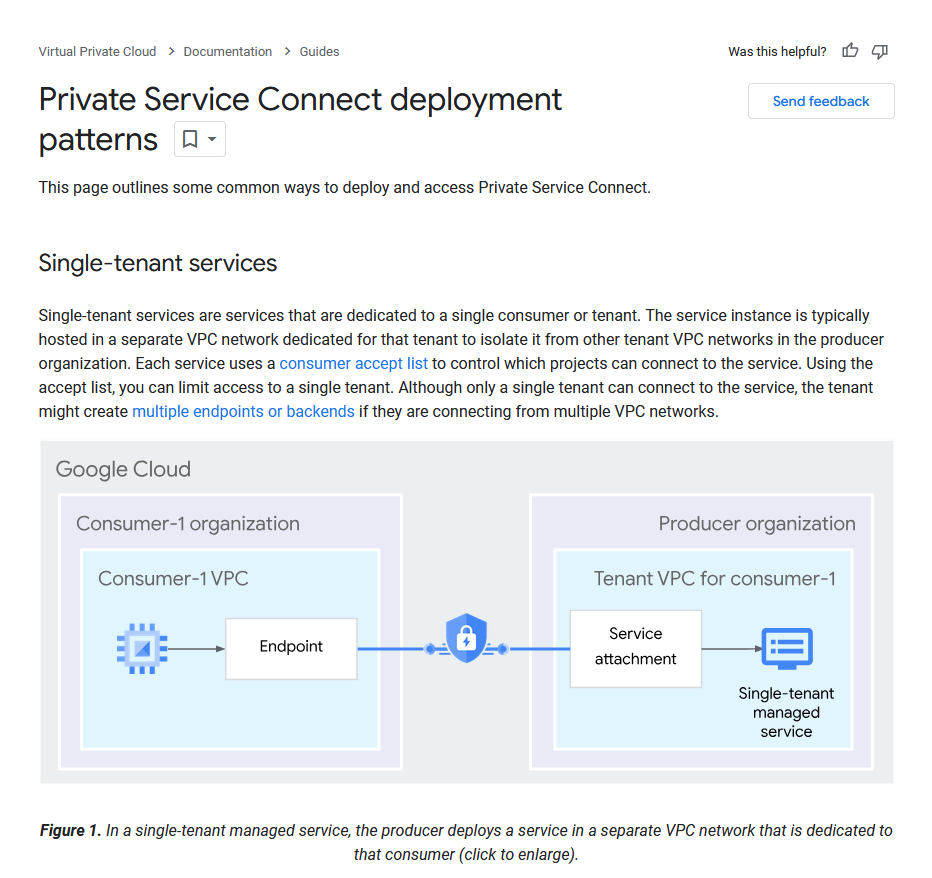 Virtual Private Cloud > Documentation > Guides
Was this helpful?
Private Service Connect deployment
patterns
Send feedback
This page outlines some common ways to deploy and access Private Service Connect.
Single-tenant services
Single-tenant services are services that are dedicated to a single consumer or tenant. The service instance is typically
hosted in a separate VPC network dedicated for that tenant to isolate it from other tenant VPC networks in the producer
organization. Each service uses a consumer accept list to control which projects can connect to the service. Using the
accept list, you can limit access to a single tenant. Although only a single tenant can connect to the service, the tenant
might create multiple endpoints or backends if they are connecting from multiple VPC networks.
Google Cloud
Consumer-1 organization
Consumer-1 VPC
Endpoint
Producer organization
Tenant VPC for consumer-1
Service
attachment
Single-tenant
managed
service
Figure 1. In a single-tenant managed service, the producer deploys a service in a separate VPC network that is dedicated to
that consumer (click to enlarge).